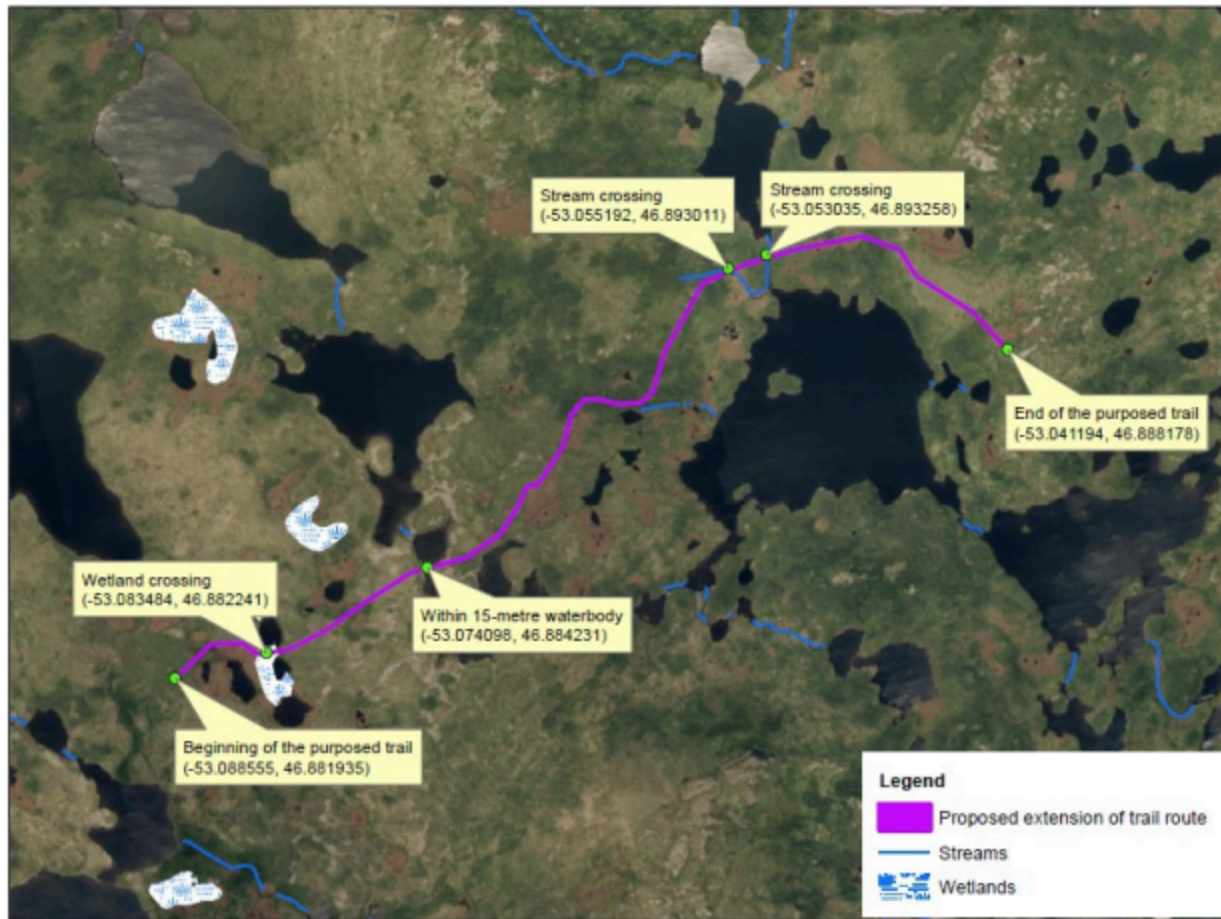 Stream crossing
(-53.055192, 46.893011)
Stream crossing
(-53.053035, 46.893258)
End of the purposed trail
(-53.041194, 46.888178)
Wetland crossing
(-53.083484, 46.882241)
Within 15-metre waterbody
(-53.074098, 46.884231)
Beginning of the purposed trail
(-53.088555, 46.881935)
Legend
Proposed extension of trail route
Streams
Wetlands